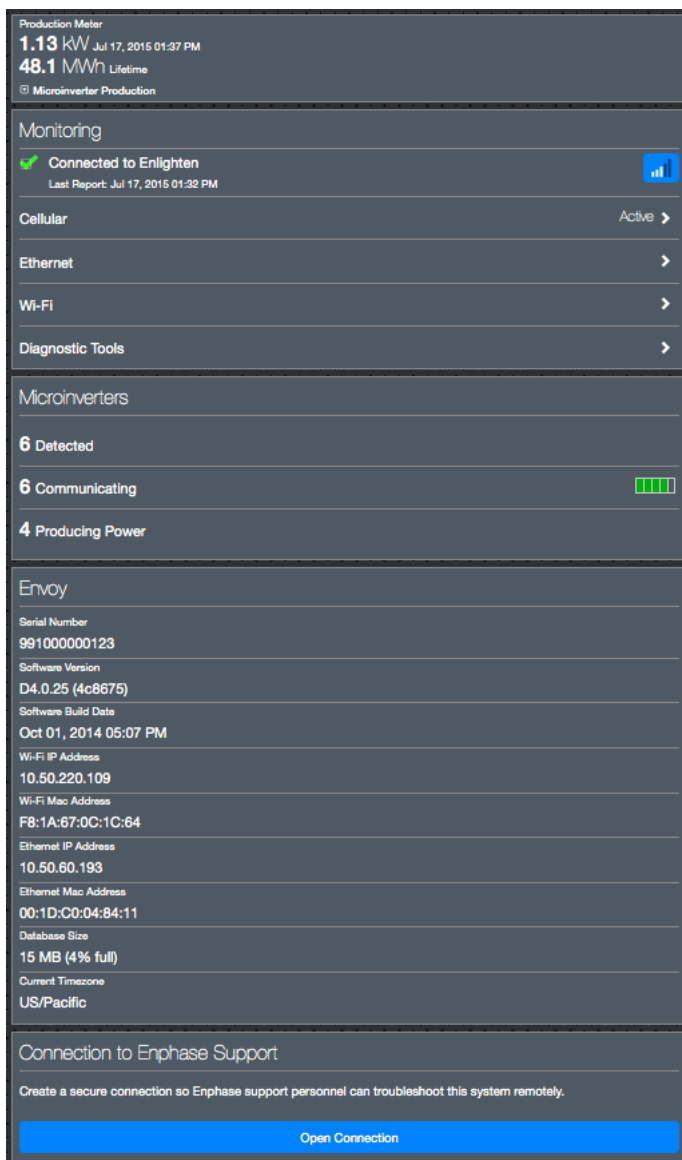 Production Meter
1.13 kW Jul 17, 2015 01:37 PM
48.1 MWh Lifetime
Microinverter Production
Monitoring
Connected to Enlighten
Last Report: Jul 17, 2015 01:32 PM
Cellular Active
Ethernet
Wi-Fi
Diagnostic Tools
Microinverters
6 Detected
6 Communicating
4 Producing Power
Envoy
Serial Number
991000000123
Software Version
D4.0.25 (4c8675)
Software Build Date
Oct 01, 2014 05:07 PM
Wi-Fi IP Address
10.50.220.109
Wi-Fi Mac Address
F8:1A:67:0C:1C:64
Ethernet IP Address
10.50.60.193
Ethernet Mac Address
00:1D:C0:04:84:11
Database Size
15 MB (4% full)
Current Timezone
US/Pacific
Connection to Enphase Support
Create a secure connection so Enphase support personnel can troubleshoot this system remotely.
Open Connection